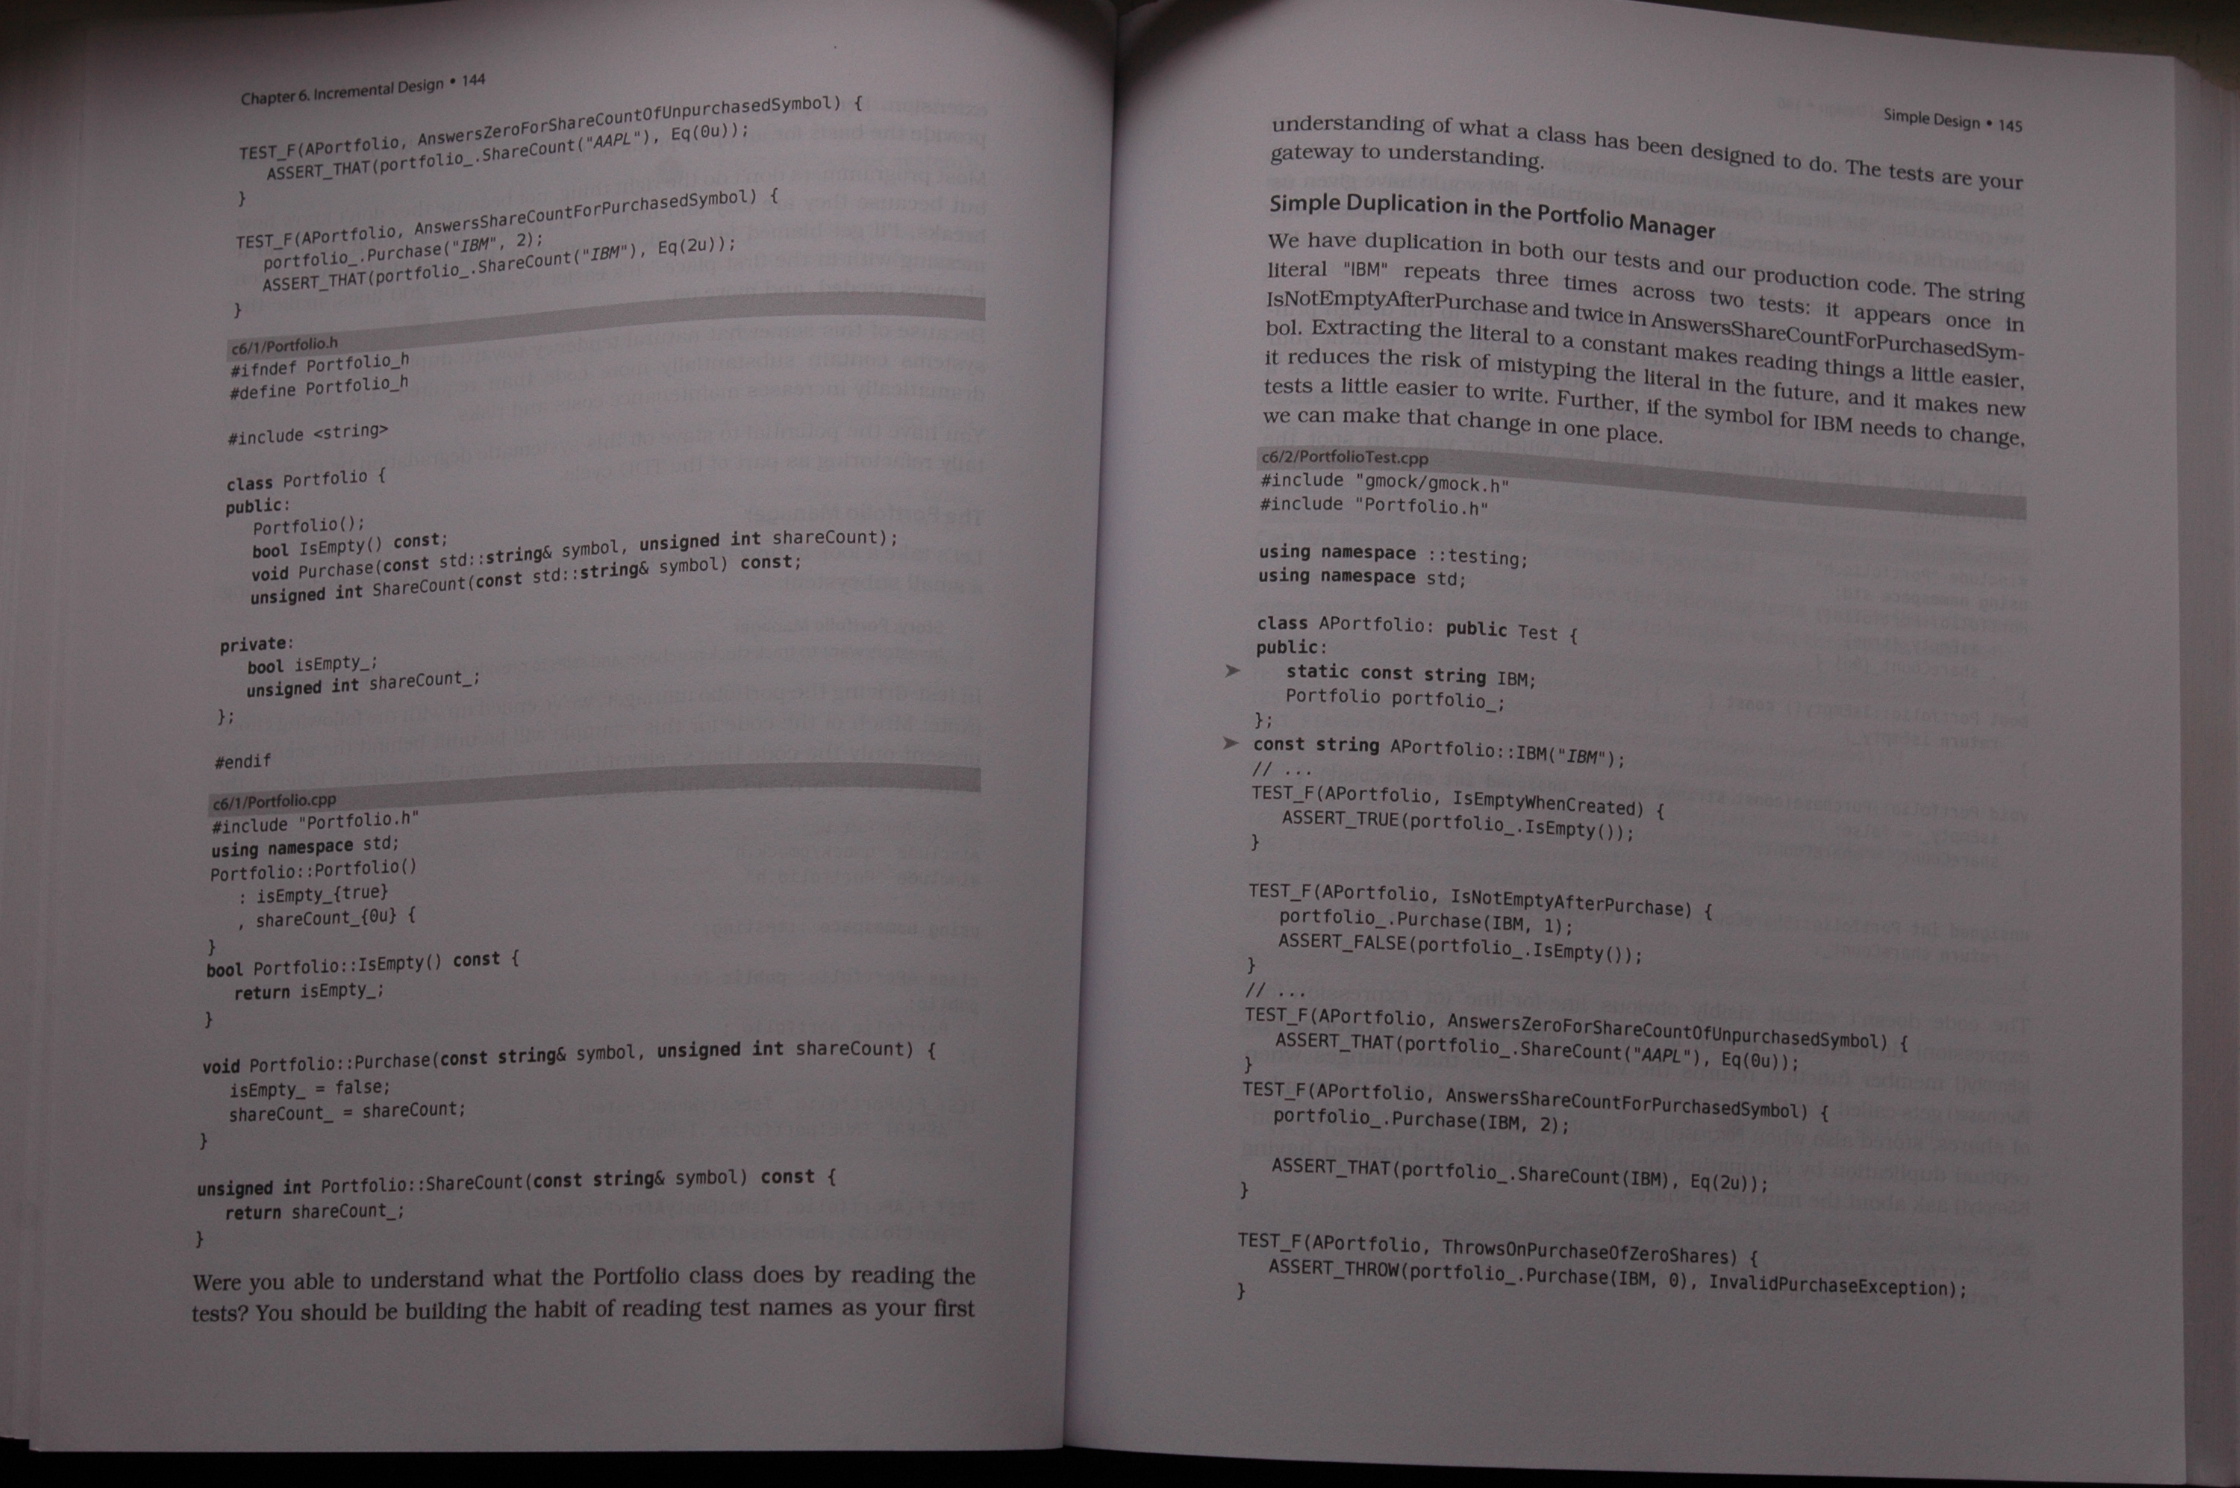 Chapter 6. Incremental Design • 144
TEST_F(APortfolio, AnswersZeroForShareCountOfUnpurchasedSymbol) {
   ASSERT_THAT(portfolio_.ShareCount("AAPL"), Eq(0u));
}
TEST_F(APortfolio, AnswersShareCountForPurchasedSymbol) {
   portfolio_.Purchase("IBM", 2);
   ASSERT_THAT(portfolio_.ShareCount("IBM"), Eq(2u));
}
c6/1/Portfolio.h
#ifndef Portfolio_h
#define Portfolio_h
#include <string>
class Portfolio {
public:
   Portfolio();
   bool IsEmpty() const;
   void Purchase(const std::string& symbol, unsigned int shareCount);
   unsigned int ShareCount(const std::string& symbol) const;
private:
   bool isEmpty_;
   unsigned int shareCount_;
};
#endif
c6/1/Portfolio.cpp
#include "Portfolio.h"
using namespace std;
Portfolio::Portfolio()
   : isEmpty_{true}
   , shareCount_{0u} {
}
bool Portfolio::IsEmpty() const {
   return isEmpty_;
}
void Portfolio::Purchase(const string& symbol, unsigned int shareCount) {
   isEmpty_ = false;
   shareCount_ = shareCount;
}
unsigned int Portfolio::ShareCount(const string& symbol) const {
   return shareCount_;
}
Were you able to understand what the Portfolio class does by reading the
tests? You should be building the habit of reading test names as your first
Simple Design • 145
understanding of what a class has been designed to do. The tests are your
gateway to understanding.
Simple Duplication in the Portfolio Manager
We have duplication in both our tests and our production code. The string
literal "IBM" repeats three times across two tests: it appears once in
IsNotEmptyAfterPurchase and twice in AnswersShareCountForPurchasedSym-
bol. Extracting the literal to a constant makes reading things a little easier,
it reduces the risk of mistyping the literal in the future, and it makes new
tests a little easier to write. Further, if the symbol for IBM needs to change,
we can make that change in one place.
c6/2/PortfolioTest.cpp
#include "gmock/gmock.h"
#include "Portfolio.h"
using namespace ::testing;
using namespace std;
class APortfolio: public Test {
public:
➤    static const string IBM;
   Portfolio portfolio_;
};
➤ const string APortfolio::IBM("IBM");
// ...
TEST_F(APortfolio, IsEmptyWhenCreated) {
   ASSERT_TRUE(portfolio_.IsEmpty());
}
TEST_F(APortfolio, IsNotEmptyAfterPurchase) {
   portfolio_.Purchase(IBM, 1);
   ASSERT_FALSE(portfolio_.IsEmpty());
}
// ...
TEST_F(APortfolio, AnswersZeroForShareCountOfUnpurchasedSymbol) {
   ASSERT_THAT(portfolio_.ShareCount("AAPL"), Eq(0u));
}
TEST_F(APortfolio, AnswersShareCountForPurchasedSymbol) {
   portfolio_.Purchase(IBM, 2);
   ASSERT_THAT(portfolio_.ShareCount(IBM), Eq(2u));
}
TEST_F(APortfolio, ThrowsOnPurchaseOfZeroShares) {
   ASSERT_THROW(portfolio_.Purchase(IBM, 0), InvalidPurchaseException);
}